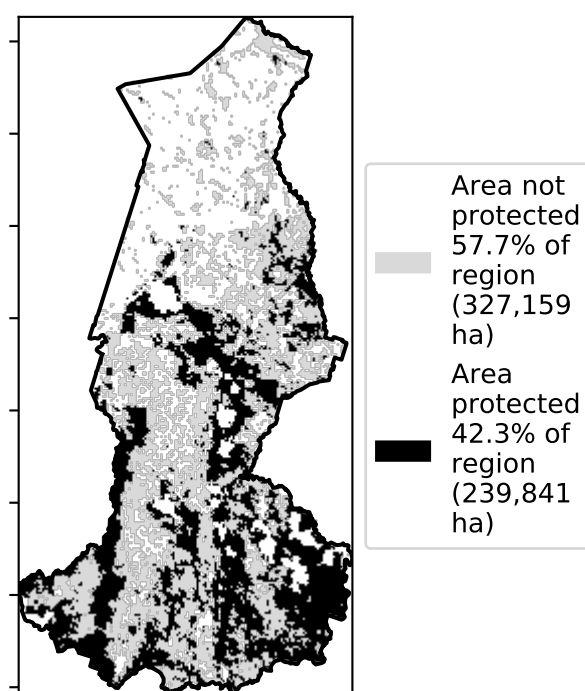 Area not
protected
57.7% of
region
(327,159
ha)
Area
protected
42.3% of
region
(239,841
ha)